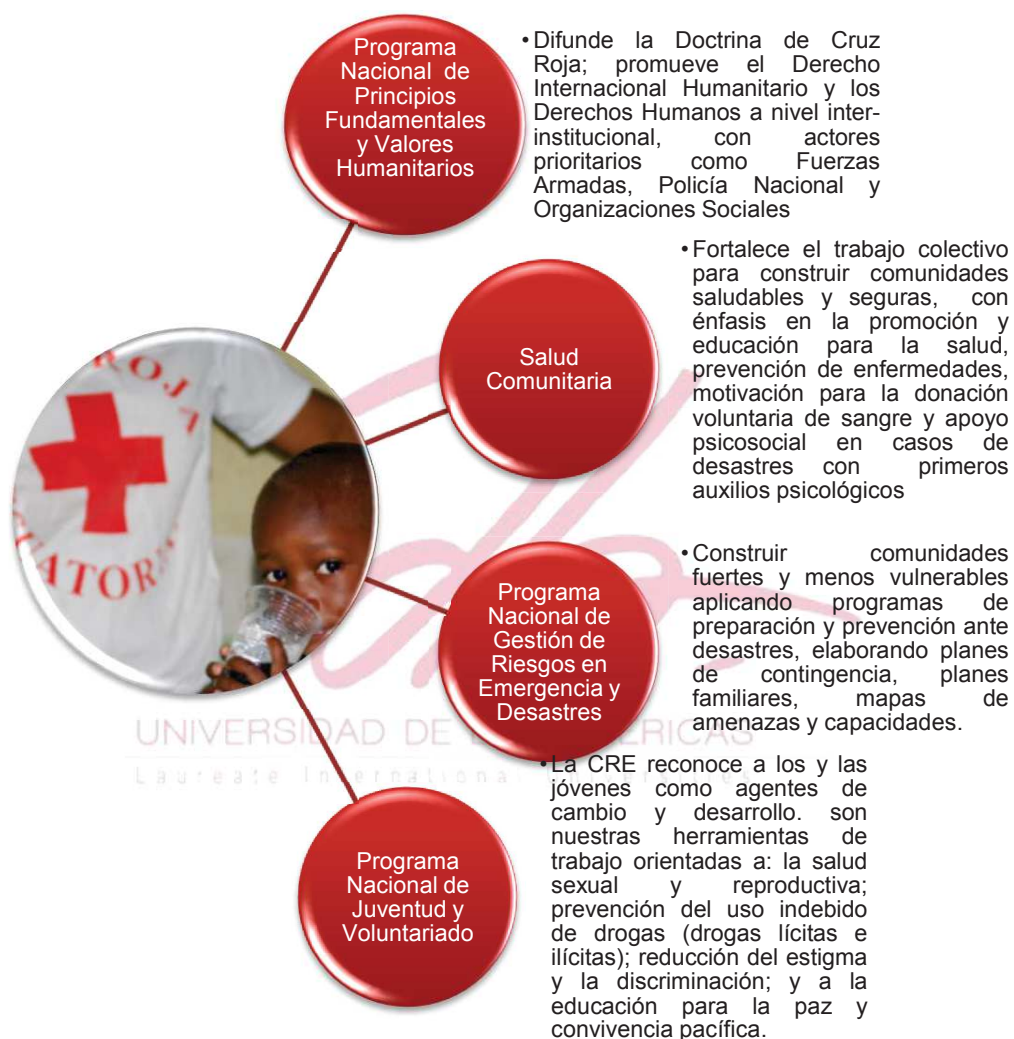 Programa
Nacional de
Principios
Fundamentales
y Valores
Humanitarios
•Difunde la Doctrina de Cruz
Roja; promueve el Derecho
Internacional Humanitario y los
Derechos Humanos a nivel inter-
institucional, con actores
prioritarios como Fuerzas
Armadas, Policía Nacional y
Organizaciones Sociales
Salud
Comunitaria
•Fortalece el trabajo colectivo
para construir comunidades
saludables y seguras, con
énfasis en la promoción y
educación para la salud,
prevención de enfermedades,
motivación para la donación
voluntaria de sangre y apoyo
psicosocial en casos de
desastres con primeros
auxilios psicológicos
ROJA
UATOR
Programa
Nacional de
Gestión de
Riesgos en
Emergencia y
Desastres
•Construir comunidades
fuertes y menos vulnerables
aplicando programas de
preparación y prevención ante
desastres, elaborando planes
de contingencia, planes
familiares, mapas de
amenazas y capacidades.
UNIVERSIDAD DE ERICAS
Laureate International
Programa
Nacional de
Juventud y
Voluntariado
•La CRE reconoce a los y las
jóvenes como agentes de
cambio y desarrollo. son
nuestras herramientas de
trabajo orientadas a: la salud
sexual y reproductiva;
prevención del uso indebido
de drogas (drogas lícitas e
ilícitas); reducción del estigma
y la discriminación; y a la
educación para la paz y
convivencia pacífica.